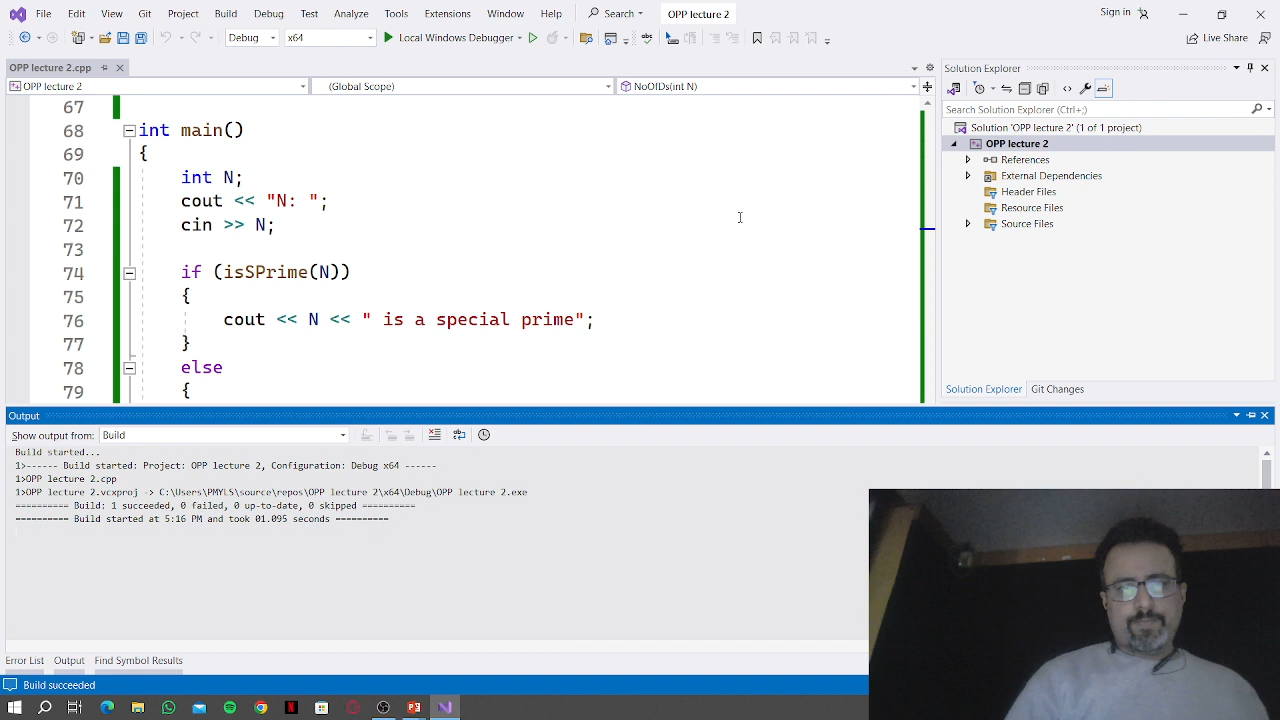 File Edit View Git Project Build Debug Test Analyze Tools Extensions Window Help Search OPP lecture 2 Sign in
Debug x64 Local Windows Debugger Live Share
OPP lecture 2.cpp
OPP lecture 2 (Global Scope) NoOfDs(int N)
67
68 int main()
69 {
70 int N;
71 cout << "N: ";
72 cin >> N;
73
74 if (isSPrime(N))
75 {
76 cout << N << " is a special prime";
77 }
78 else
79 {
Solution Explorer
Search Solution Explorer (Ctrl+;)
Solution 'OPP lecture 2' (1 of 1 project)
OPP lecture 2
References
External Dependencies
Header Files
Resource Files
Source Files
Solution Explorer Git Changes
Output
Show output from: Build
Build started...
1>------ Build started: Project: OPP lecture 2, Configuration: Debug x64 ------
1>OPP lecture 2.cpp
1>OPP lecture 2.vcxproj -> C:\Users\PMYLS\source\repos\OPP lecture 2\x64\Debug\OPP lecture 2.exe
========== Build: 1 succeeded, 0 failed, 0 up-to-date, 0 skipped ==========
========== Build started at 5:16 PM and took 01.095 seconds ==========
Error List Output Find Symbol Results
Build succeeded